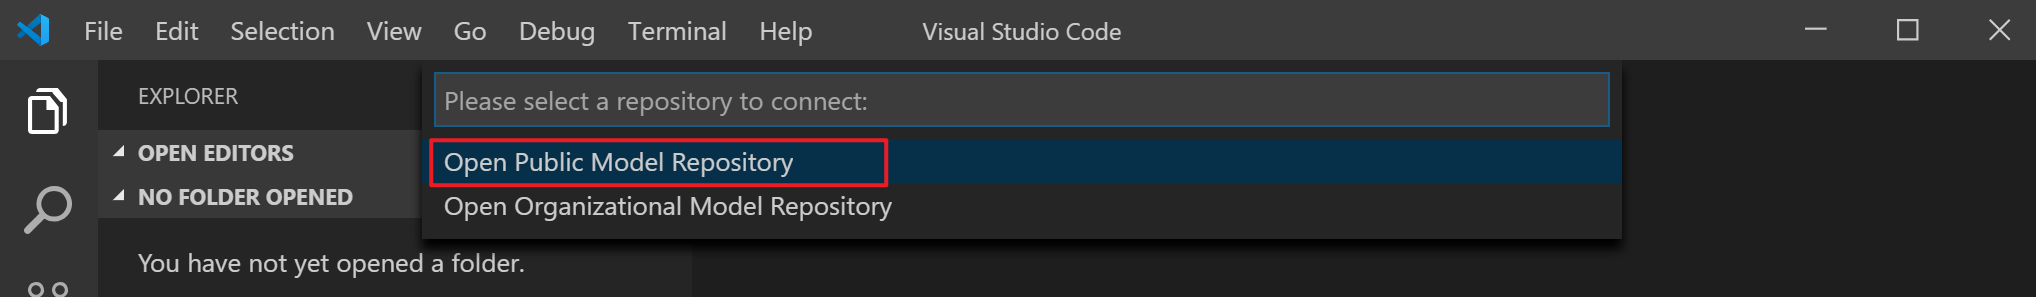 File Edit Selection View Go Debug Terminal Help Visual Studio Code
Please select a repository to connect:
Open Public Model Repository
Open Organizational Model Repository
EXPLORER
OPEN EDITORS
NO FOLDER OPENED
You have not yet opened a folder.